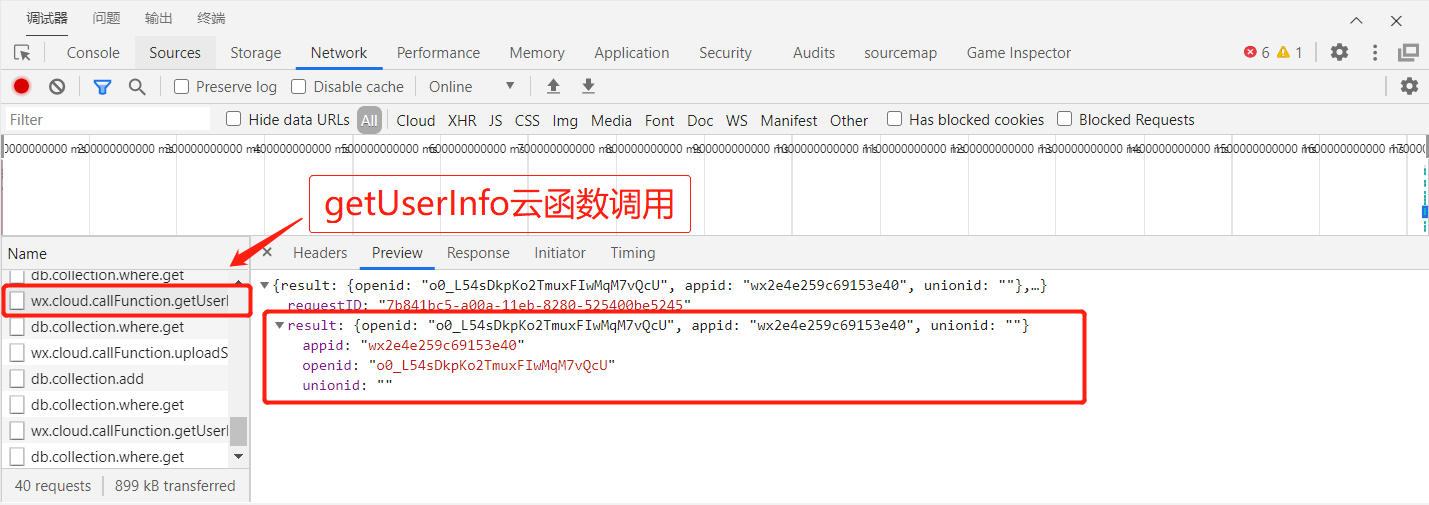 调试器 问题 输出 终端
Console Sources Storage Network Performance Memory Application Security Audits sourcemap Game Inspector 6 1
Preserve log Disable cache Online
Filter Hide data URLs All Cloud XHR JS CSS Img Media Font Doc WS Manifest Other Has blocked cookies Blocked Requests
getUserInfo云函数调用
Name
Headers Preview Response Initiator Timing
db.collection.where.get
wx.cloud.callFunction.getUserI
db.collection.where.get
wx.cloud.callFunction.uploadS
db.collection.add
db.collection.where.get
wx.cloud.callFunction.getUserI
db.collection.where.get
{result: {openid: "o0_L54sDkpKo2TmuxFIwMqM7vQcU", appid: "wx2e4e259c69153e40", unionid: ""},…}
requestID: "7b841bc5-a00a-11eb-8280-525400be5245"
result: {openid: "o0_L54sDkpKo2TmuxFIwMqM7vQcU", appid: "wx2e4e259c69153e40", unionid: ""}
appid: "wx2e4e259c69153e40"
openid: "o0_L54sDkpKo2TmuxFIwMqM7vQcU"
unionid: ""
40 requests 899 kB transferred